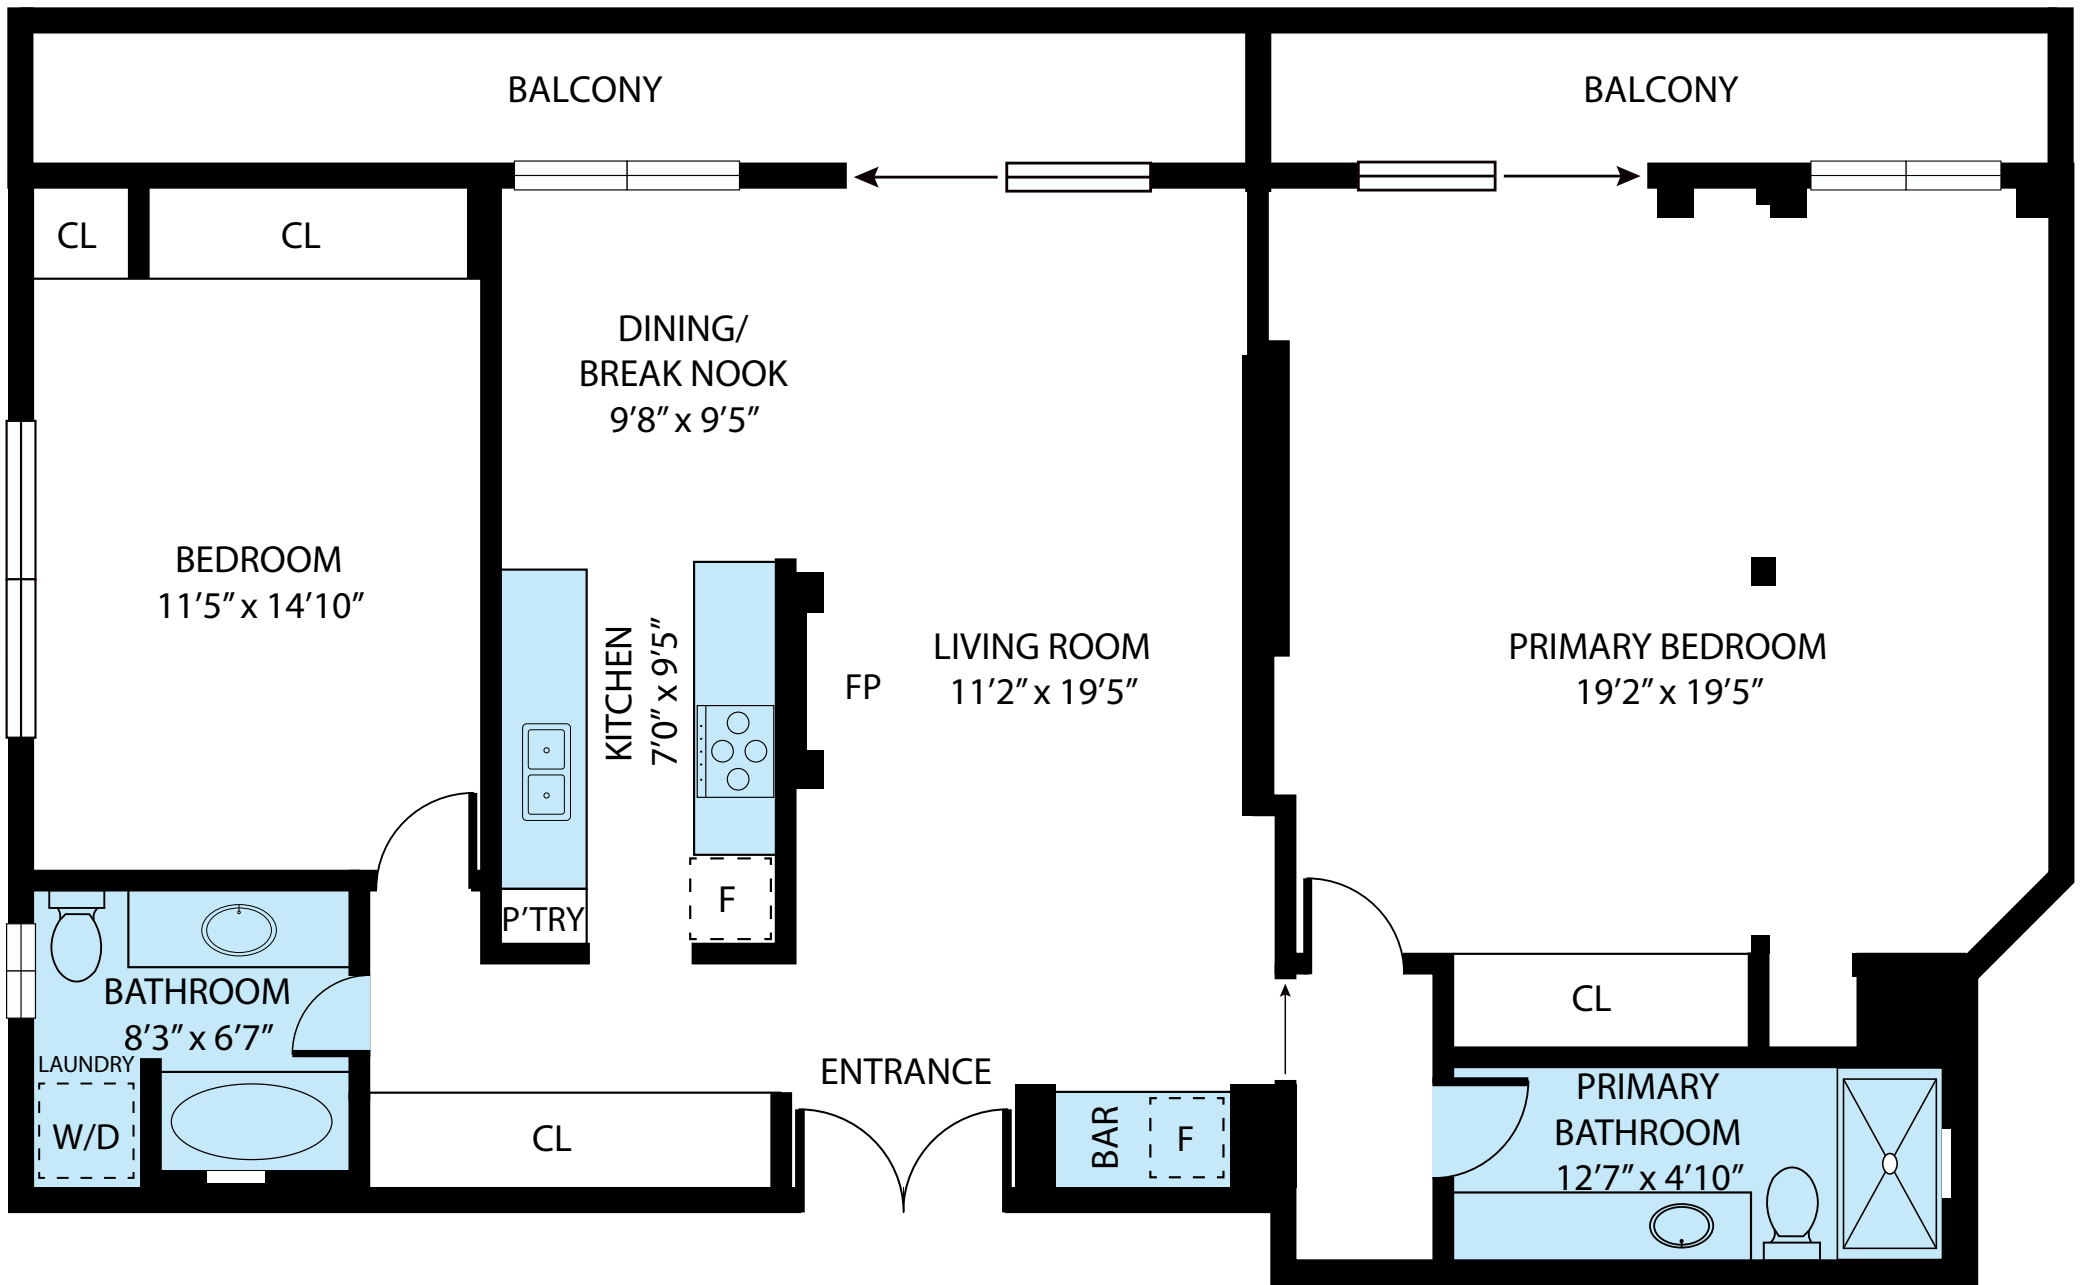 BALCONY
BALCONY
CL
CL
DINING/
BREAK NOOK
9’8” x 9’5”
BEDROOM
11’5” x 14’10”
KITCHEN
7’0” x 9’5”
FP
LIVING ROOM
11’2” x 19’5”
PRIMARY BEDROOM
19’2” x 19’5”
P’TRY
F
BATHROOM
8’3” x 6’7”
LAUNDRY
W/D
CL
ENTRANCE
BAR
F
CL
PRIMARY
BATHROOM
12’7” x 4’10”